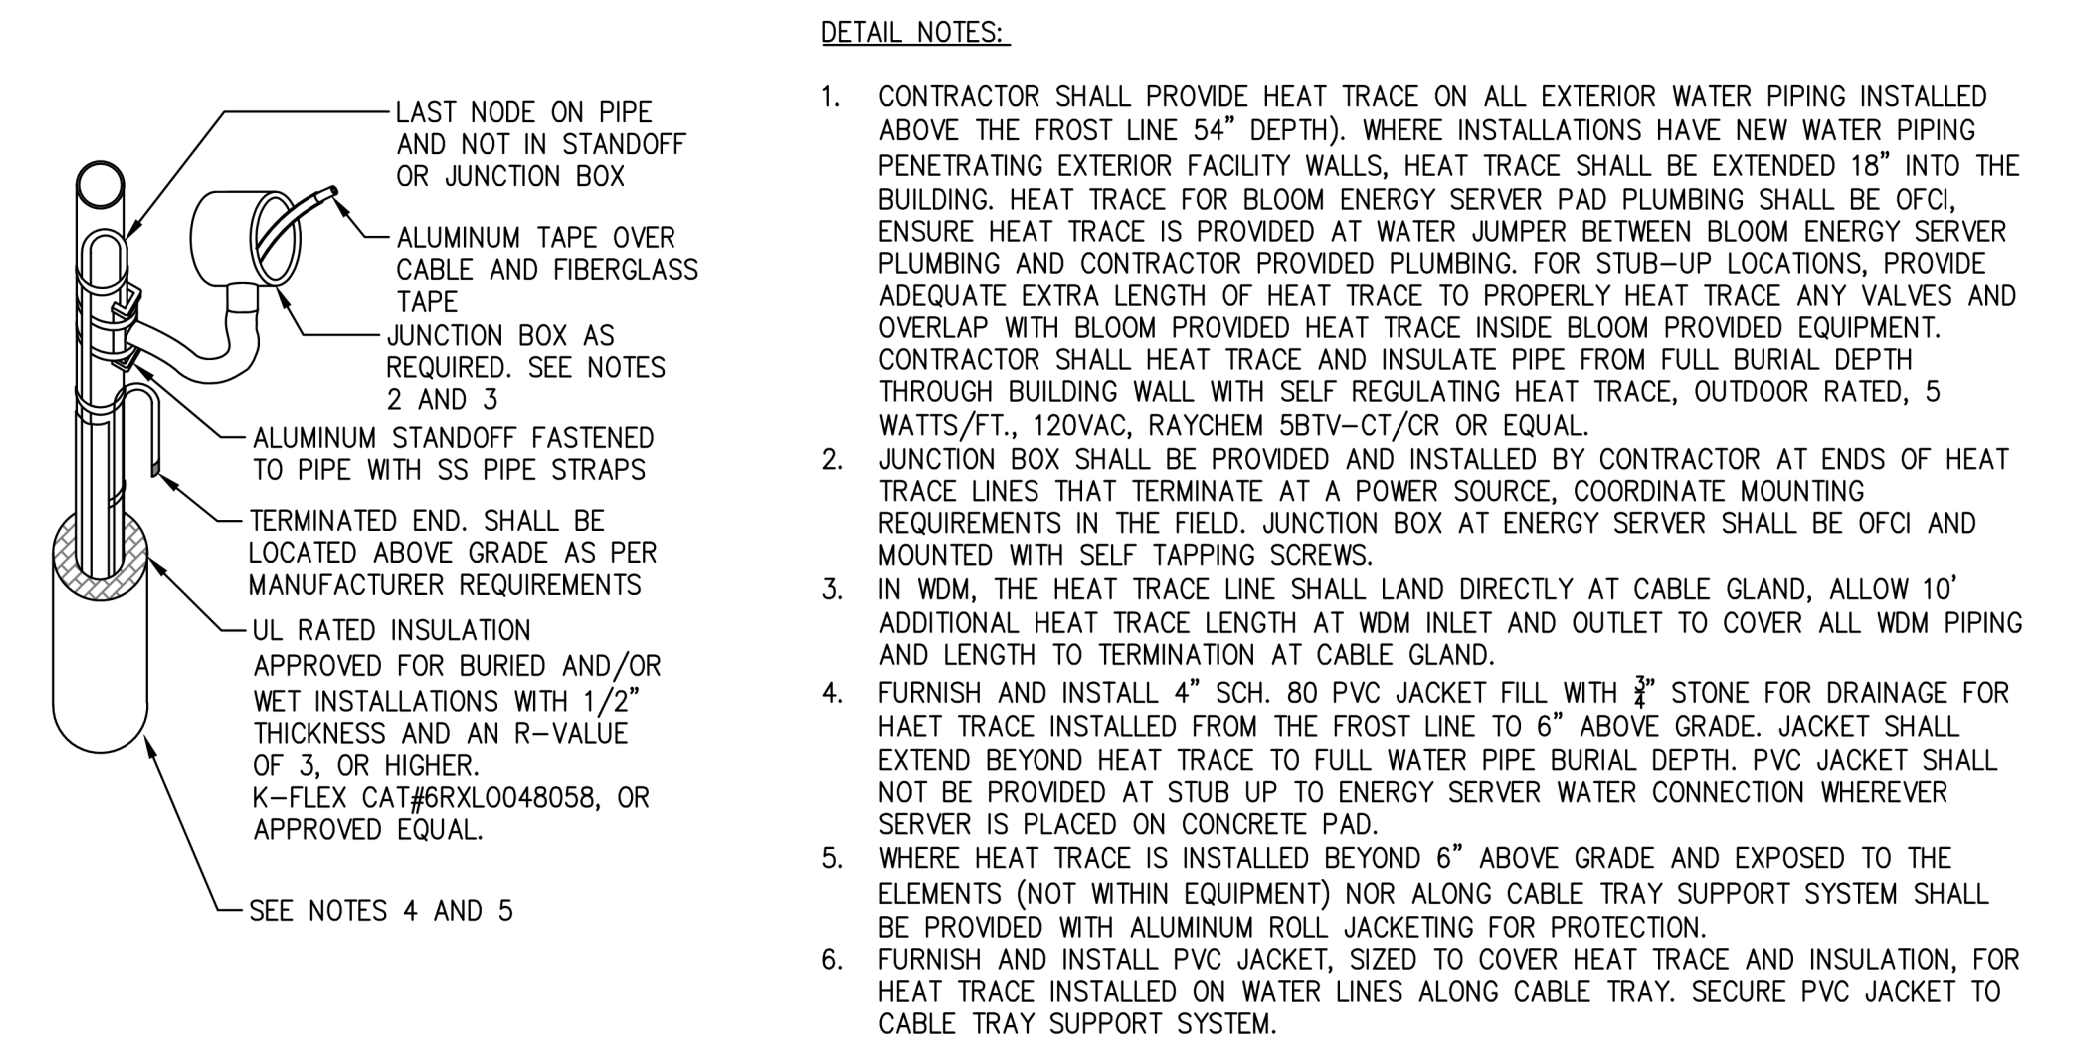 LAST NODE ON PIPE
AND NOT IN STANDOFF
OR JUNCTION BOX
ALUMINUM TAPE OVER
CABLE AND FIBERGLASS
TAPE
JUNCTION BOX AS
REQUIRED. SEE NOTES
2 AND 3
ALUMINUM STANDOFF FASTENED
TO PIPE WITH SS PIPE STRAPS
TERMINATED END. SHALL BE
LOCATED ABOVE GRADE AS PER
MANUFACTURER REQUIREMENTS
UL RATED INSULATION
APPROVED FOR BURIED AND/OR
WET INSTALLATIONS WITH 1/2"
THICKNESS AND AN R-VALUE
OF 3, OR HIGHER.
K-FLEX CAT#6RXL0048058, OR
APPROVED EQUAL.
SEE NOTES 4 AND 5
DETAIL NOTES:
1. CONTRACTOR SHALL PROVIDE HEAT TRACE ON ALL EXTERIOR WATER PIPING INSTALLED
ABOVE THE FROST LINE 54" DEPTH). WHERE INSTALLATIONS HAVE NEW WATER PIPING
PENETRATING EXTERIOR FACILITY WALLS, HEAT TRACE SHALL BE EXTENDED 18" INTO THE
BUILDING. HEAT TRACE FOR BLOOM ENERGY SERVER PAD PLUMBING SHALL BE OFCI,
ENSURE HEAT TRACE IS PROVIDED AT WATER JUMPER BETWEEN BLOOM ENERGY SERVER
PLUMBING AND CONTRACTOR PROVIDED PLUMBING. FOR STUB-UP LOCATIONS, PROVIDE
ADEQUATE EXTRA LENGTH OF HEAT TRACE TO PROPERLY HEAT TRACE ANY VALVES AND
OVERLAP WITH BLOOM PROVIDED HEAT TRACE INSIDE BLOOM PROVIDED EQUIPMENT.
CONTRACTOR SHALL HEAT TRACE AND INSULATE PIPE FROM FULL BURIAL DEPTH
THROUGH BUILDING WALL WITH SELF REGULATING HEAT TRACE, OUTDOOR RATED, 5
WATTS/FT., 120VAC, RAYCHEM 5BTV-CT/CR OR EQUAL.
2. JUNCTION BOX SHALL BE PROVIDED AND INSTALLED BY CONTRACTOR AT ENDS OF HEAT
TRACE LINES THAT TERMINATE AT A POWER SOURCE, COORDINATE MOUNTING
REQUIREMENTS IN THE FIELD. JUNCTION BOX AT ENERGY SERVER SHALL BE OFCI AND
MOUNTED WITH SELF TAPPING SCREWS.
3. IN WDM, THE HEAT TRACE LINE SHALL LAND DIRECTLY AT CABLE GLAND, ALLOW 10'
ADDITIONAL HEAT TRACE LENGTH AT WDM INLET AND OUTLET TO COVER ALL WDM PIPING
AND LENGTH TO TERMINATION AT CABLE GLAND.
4. FURNISH AND INSTALL 4" SCH. 80 PVC JACKET FILL WITH ¾" STONE FOR DRAINAGE FOR
HAET TRACE INSTALLED FROM THE FROST LINE TO 6" ABOVE GRADE. JACKET SHALL
EXTEND BEYOND HEAT TRACE TO FULL WATER PIPE BURIAL DEPTH. PVC JACKET SHALL
NOT BE PROVIDED AT STUB UP TO ENERGY SERVER WATER CONNECTION WHEREVER
SERVER IS PLACED ON CONCRETE PAD.
5. WHERE HEAT TRACE IS INSTALLED BEYOND 6" ABOVE GRADE AND EXPOSED TO THE
ELEMENTS (NOT WITHIN EQUIPMENT) NOR ALONG CABLE TRAY SUPPORT SYSTEM SHALL
BE PROVIDED WITH ALUMINUM ROLL JACKETING FOR PROTECTION.
6. FURNISH AND INSTALL PVC JACKET, SIZED TO COVER HEAT TRACE AND INSULATION, FOR
HEAT TRACE INSTALLED ON WATER LINES ALONG CABLE TRAY. SECURE PVC JACKET TO
CABLE TRAY SUPPORT SYSTEM.